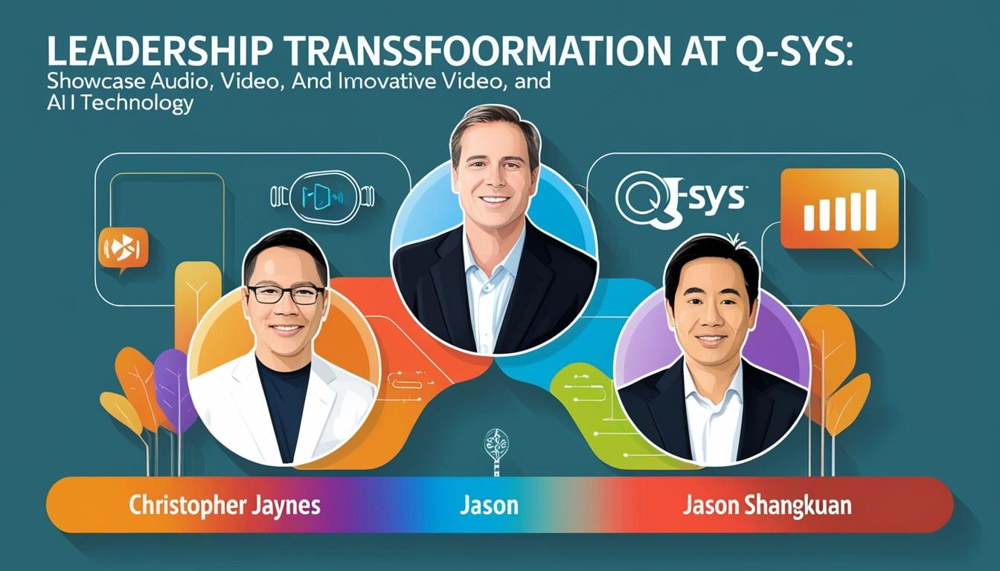 LEADERSHIP TRANSSFOORMATION AT Q-SYS:
Showcase Audio, Video, And Imovative Video, and
AI I Technology
QJ-sys
Christopher Jaynes
Jason
Jason Shangkuan